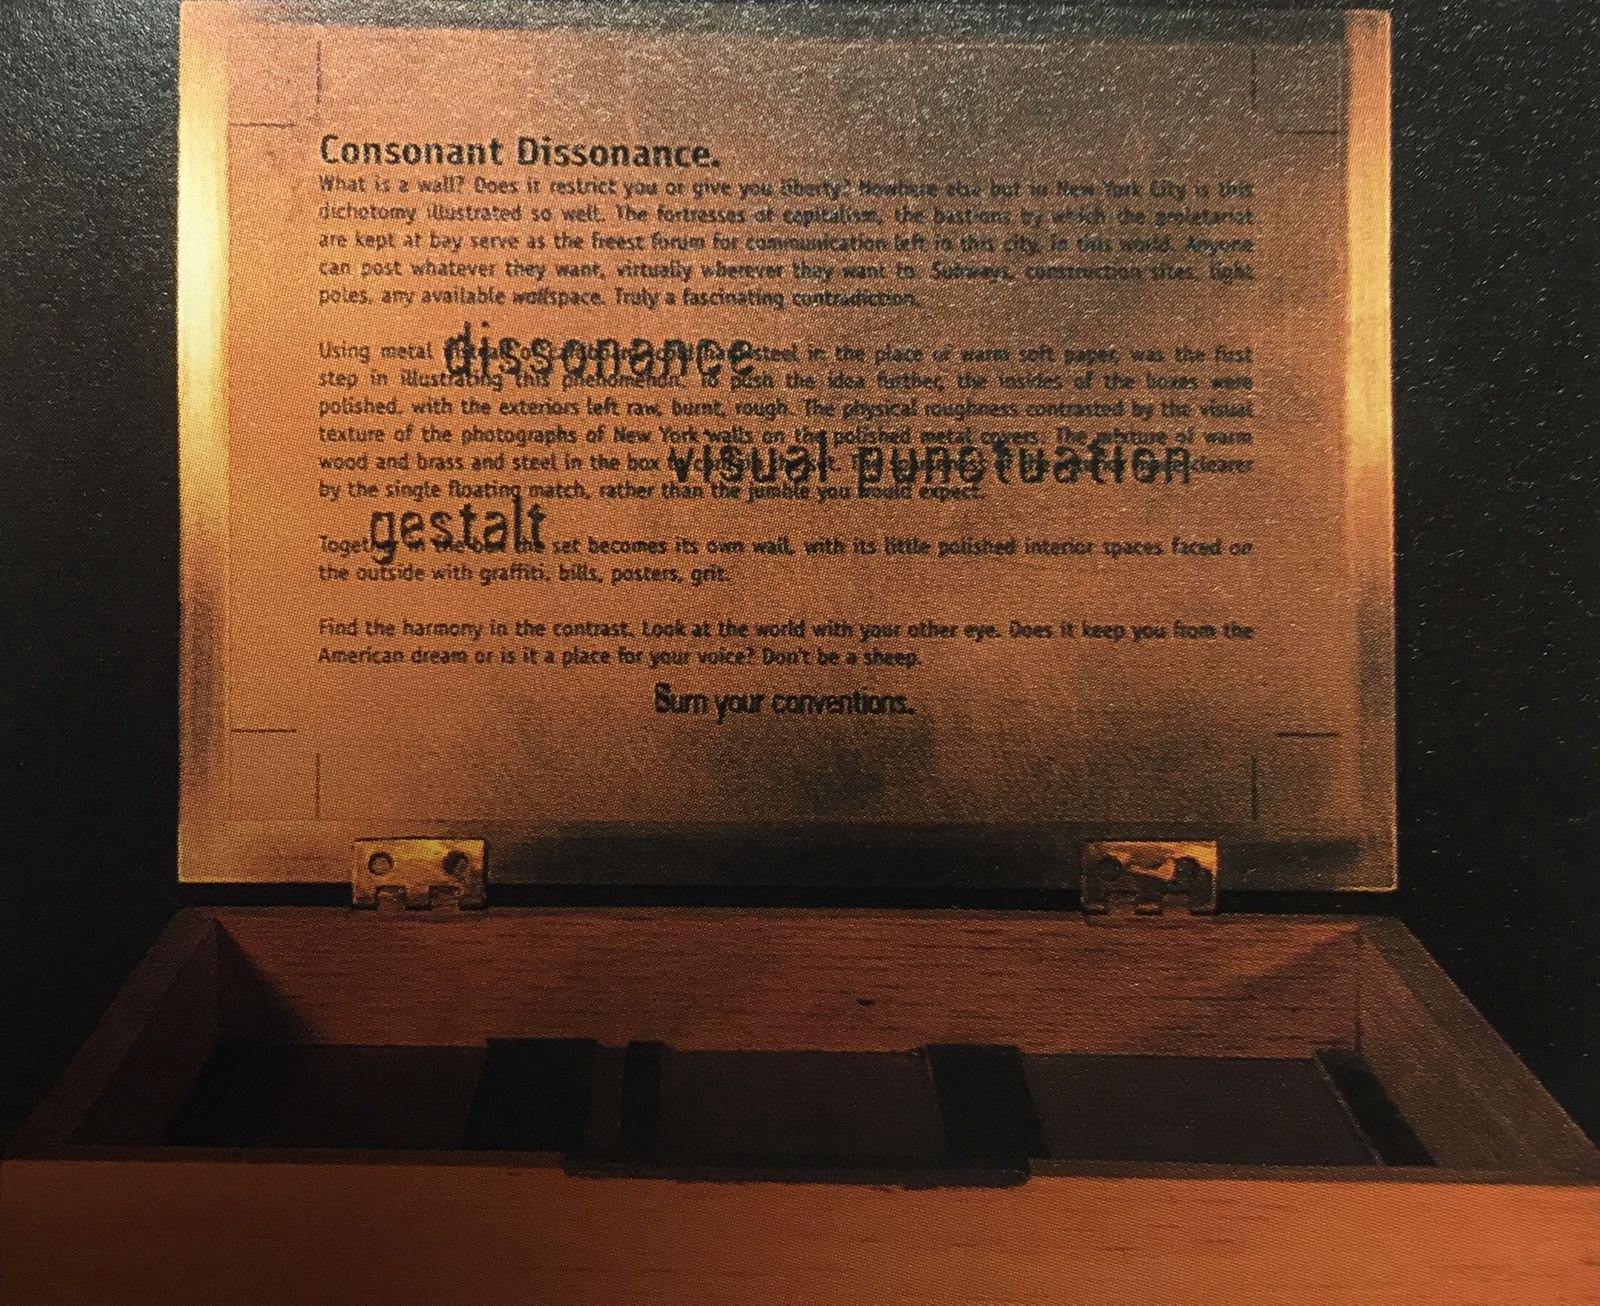 Consonant Dissonance.
What is a wall? Does it restrict you or give you liberty? Nowhere else but in New York City is this
dichotomy illustrated so well. The fortresses of capitalism, the bastions by which the proletariat
are kept at bay serve as the freest forum for communication left in this city, in this world. Anyone
can post whatever they want, virtually wherever they want to. Subways, construction sites, light
poles, any available wallspace. Truly a fascinating contradiction.
dissonance
Using metal steel in the place of warm soft paper, was the first
step in illustrating this phenomenon. To push the idea further, the insides of the boxes were
polished, with the exteriors left raw, burnt, rough. The physical roughness contrasted by the visual
texture of the photographs of New York walls on the polished metal covers. The mixture of warm
visual punctuation
wood and brass and steel in the box clearer
by the single floating match, rather than the jumble you would expect.
gestalt
Together in the box the set becomes its own wall, with its little polished interior spaces faced on
the outside with graffiti, bills, posters, grit.
Find the harmony in the contrast. Look at the world with your other eye. Does it keep you from the
American dream or is it a place for your voice? Don't be a sheep.
Burn your conventions.